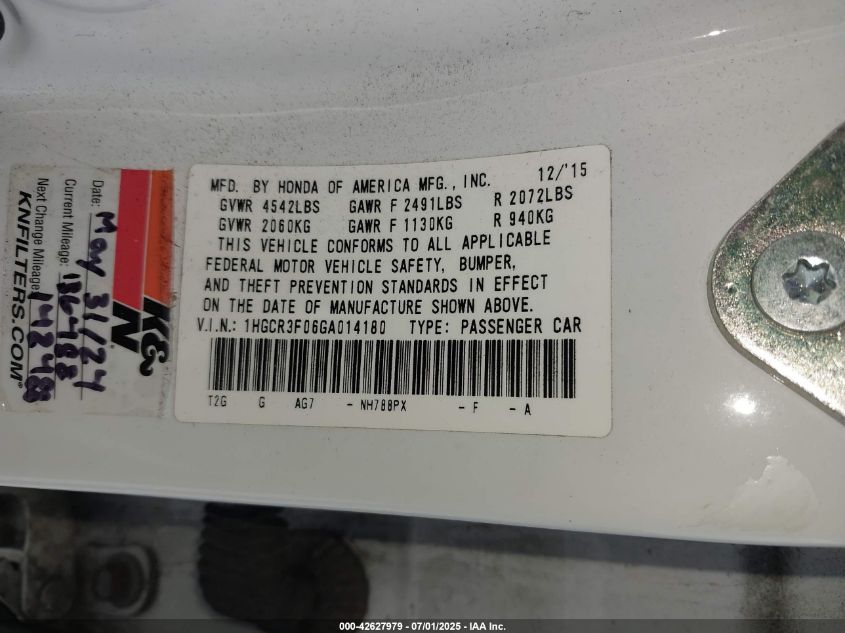 MFD. BY HONDA OF AMERICA MFG., INC. 12/'15
GVWR 4542LBS GAWR F 2491LBS R 2072LBS
GVWR 2060KG GAWR F 1130KG R 940KG
THIS VEHICLE CONFORMS TO ALL APPLICABLE
FEDERAL MOTOR VEHICLE SAFETY, BUMPER,
AND THEFT PREVENTION STANDARDS IN EFFECT
ON THE DATE OF MANUFACTURE SHOWN ABOVE.
V.I.N.: 1HGCR3F06GA014180 TYPE: PASSENGER CAR
T2G G AG7 - NH788PX - F - A
K&N
Date: May 31/24
Current Mileage: 136488
Next Change Mileage: 142488
KNFILTERS.COM®
000-42627979 / 07/01/2025 - IAA Inc.